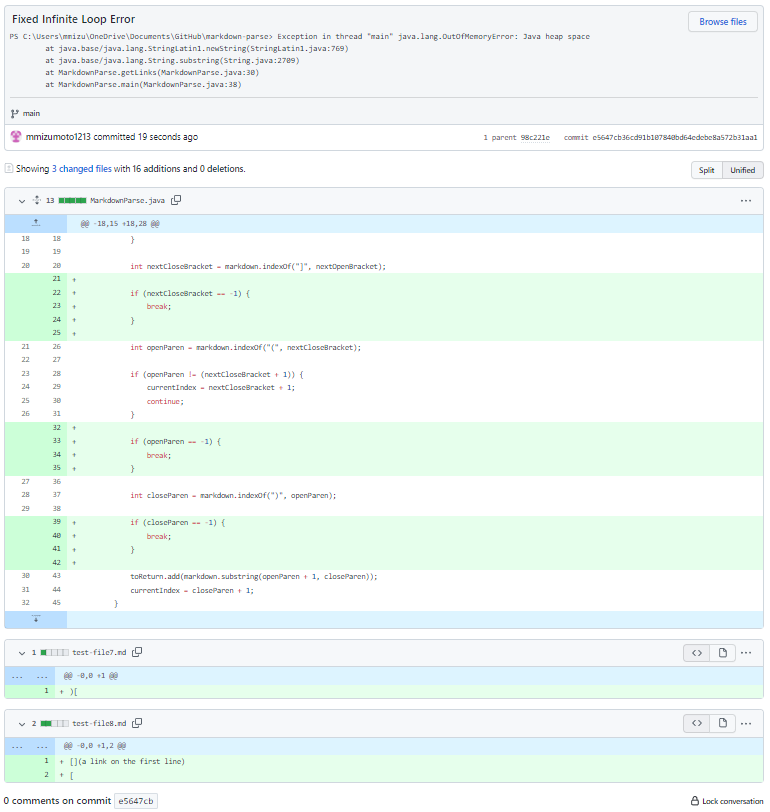 Fixed Infinite Loop Error
Browse files
PS C:\Users\mmizu\OneDrive\Documents\GitHub\markdown-parse> Exception in thread "main" java.lang.OutOfMemoryError: Java heap space
at java.base/java.lang.StringLatin1.newString(StringLatin1.java:769)
at java.base/java.lang.String.substring(String.java:2709)
at MarkdownParse.getLinks(MarkdownParse.java:30)
at MarkdownParse.main(MarkdownParse.java:38)
main
mmizumoto1213 committed 19 seconds ago
1 parent 98c221e commit e5647cb36cd91b107840bd64edebe8a572b31aa1
Showing 3 changed files with 16 additions and 0 deletions.
Split Unified
13 MarkdownParse.java ...
@@ -18,15 +18,28 @@
18 18 }
19 19
20 20 int nextCloseBracket = markdown.indexOf("]", nextOpenBracket);
21 +
22 + if (nextCloseBracket == -1) {
23 + break;
24 + }
25 +
21 26 int openParen = markdown.indexOf("(", nextCloseBracket);
22 27
23 28 if (openParen != (nextCloseBracket + 1)) {
24 29 currentIndex = nextCloseBracket + 1;
25 30 continue;
26 31 }
32 +
33 + if (openParen == -1) {
34 + break;
35 + }
27 36
28 37 int closeParen = markdown.indexOf(")", openParen);
29 38
39 + if (closeParen == -1) {
40 + break;
41 + }
42 +
30 43 toReturn.add(markdown.substring(openParen + 1, closeParen));
31 44 currentIndex = closeParen + 1;
32 45 }
1 test-file7.md <> ...
... ... @@ -0,0 +1 @@
1 + )[
2 test-file8.md <> ...
... ... @@ -0,0 +1,2 @@
1 + [](a link on the first line)
2 + [
0 comments on commit e5647cb
Lock conversation